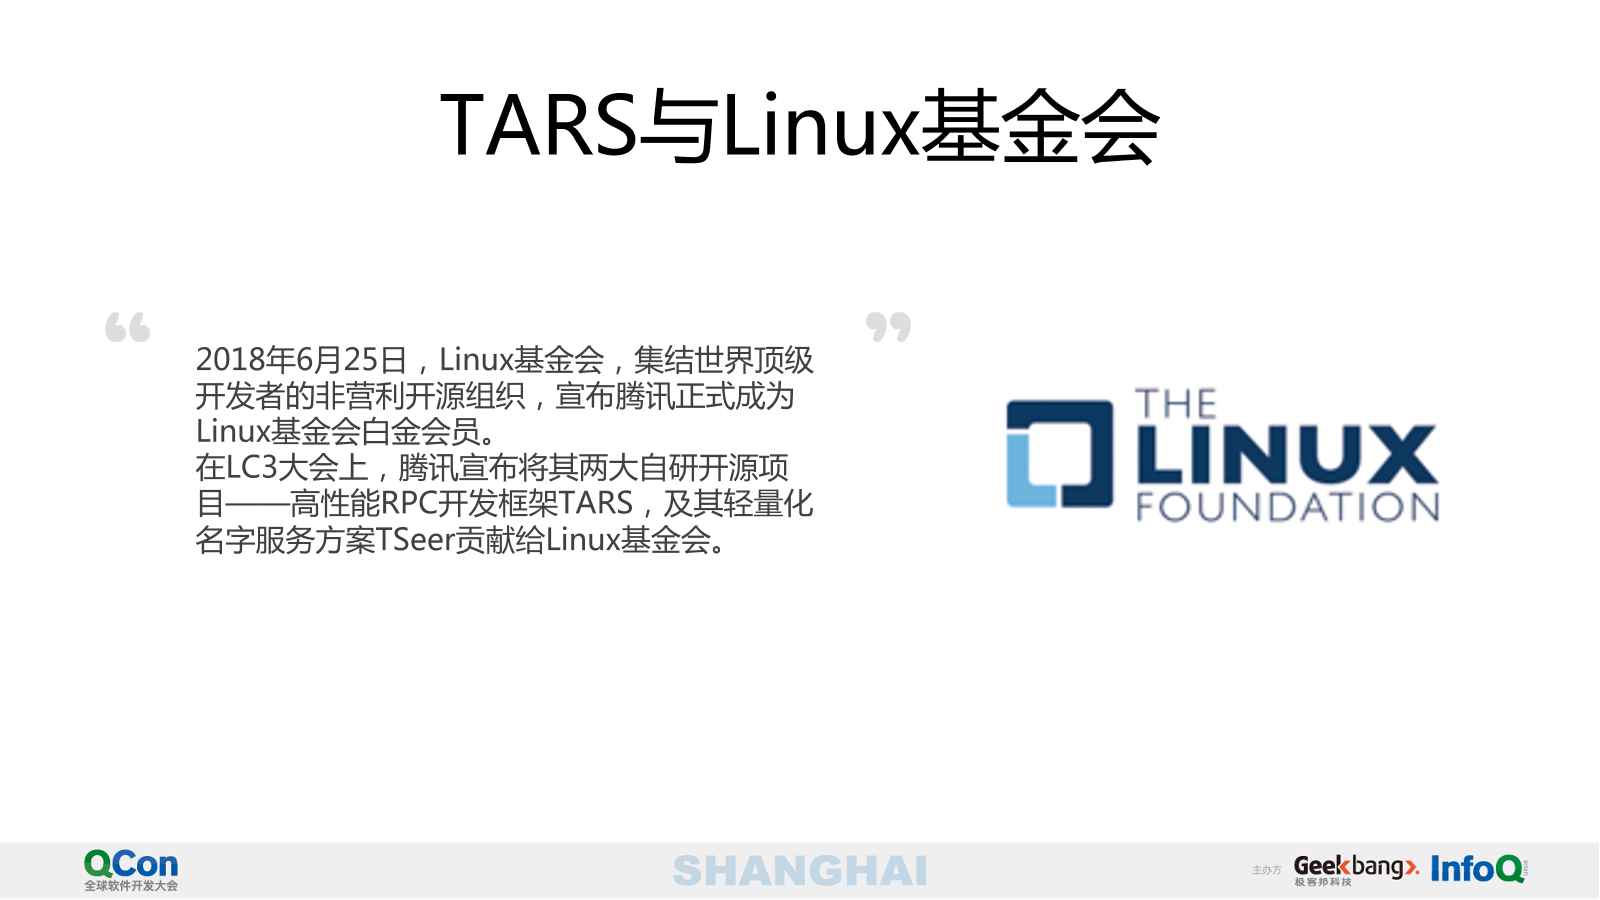 TARS与Linux基金会
“
”
2018年6月25日，Linux基金会，集结世界顶级
开发者的非营利开源组织，宣布腾讯正式成为
Linux基金会白金会员。
在LC3大会上，腾讯宣布将其两大自研开源项
目——高性能RPC开发框架TARS，及其轻量化
名字服务方案TSeer贡献给Linux基金会。
THE
LINUX
FOUNDATION
QCon
全球软件开发大会
SHANGHAI
主办方
Geekbang>.
极客邦科技
InfoQ